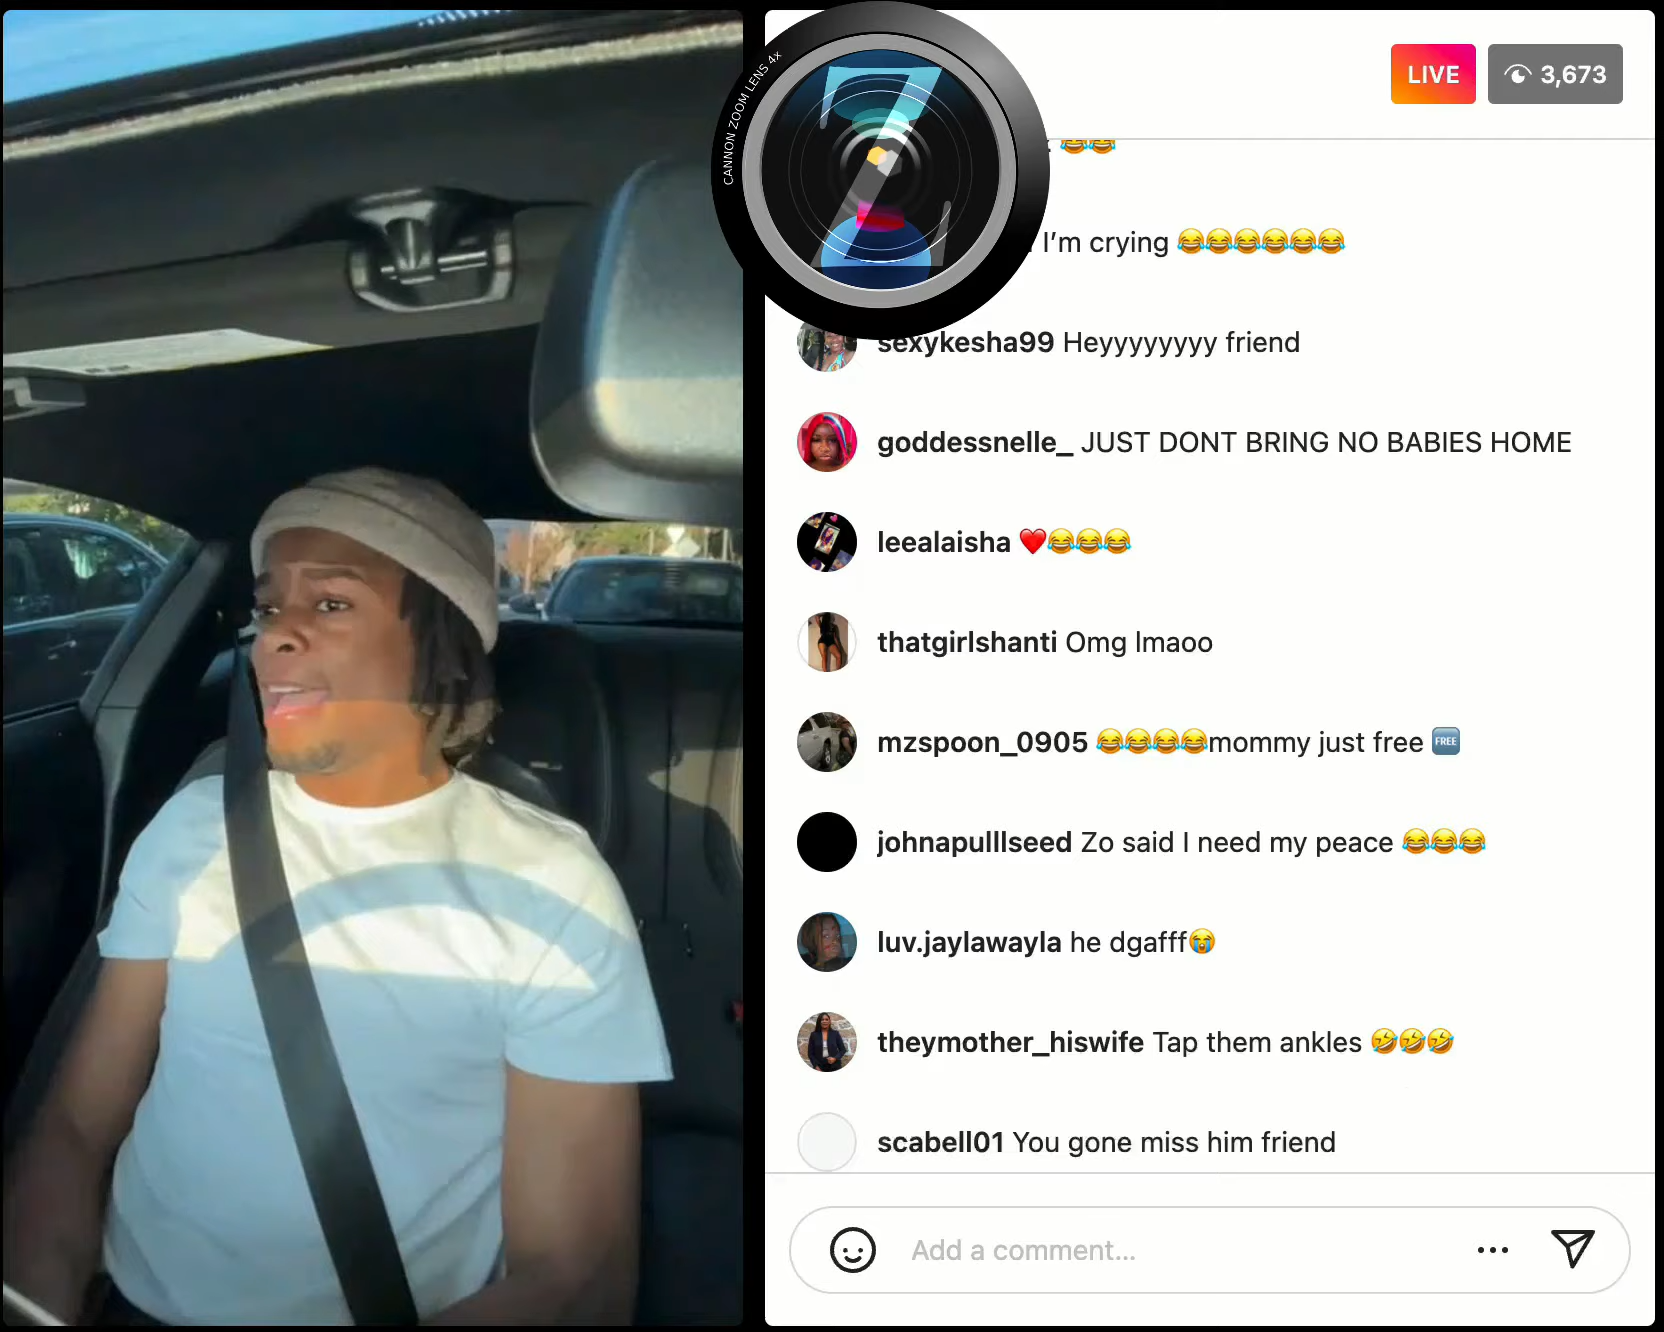 CANNON ZOOM LENS 4x
Z
LIVE 3,673
😂😂
I'm crying 😂😂😂😂😂😂
sexykesha99 Heyyyyyyyy friend
goddessnelle_ JUST DONT BRING NO BABIES HOME
leealaisha ❤️😂😂😂
thatgirlshanti Omg lmaoo
mzspoon_0905 😂😂😂😂mommy just free 🆓
johnapulllseed Zo said I need my peace 😂😂😂
luv.jaylawayla he dgafff😭
theymother_hiswife Tap them ankles 🤣🤣🤣
scabell01 You gone miss him friend
Add a comment...